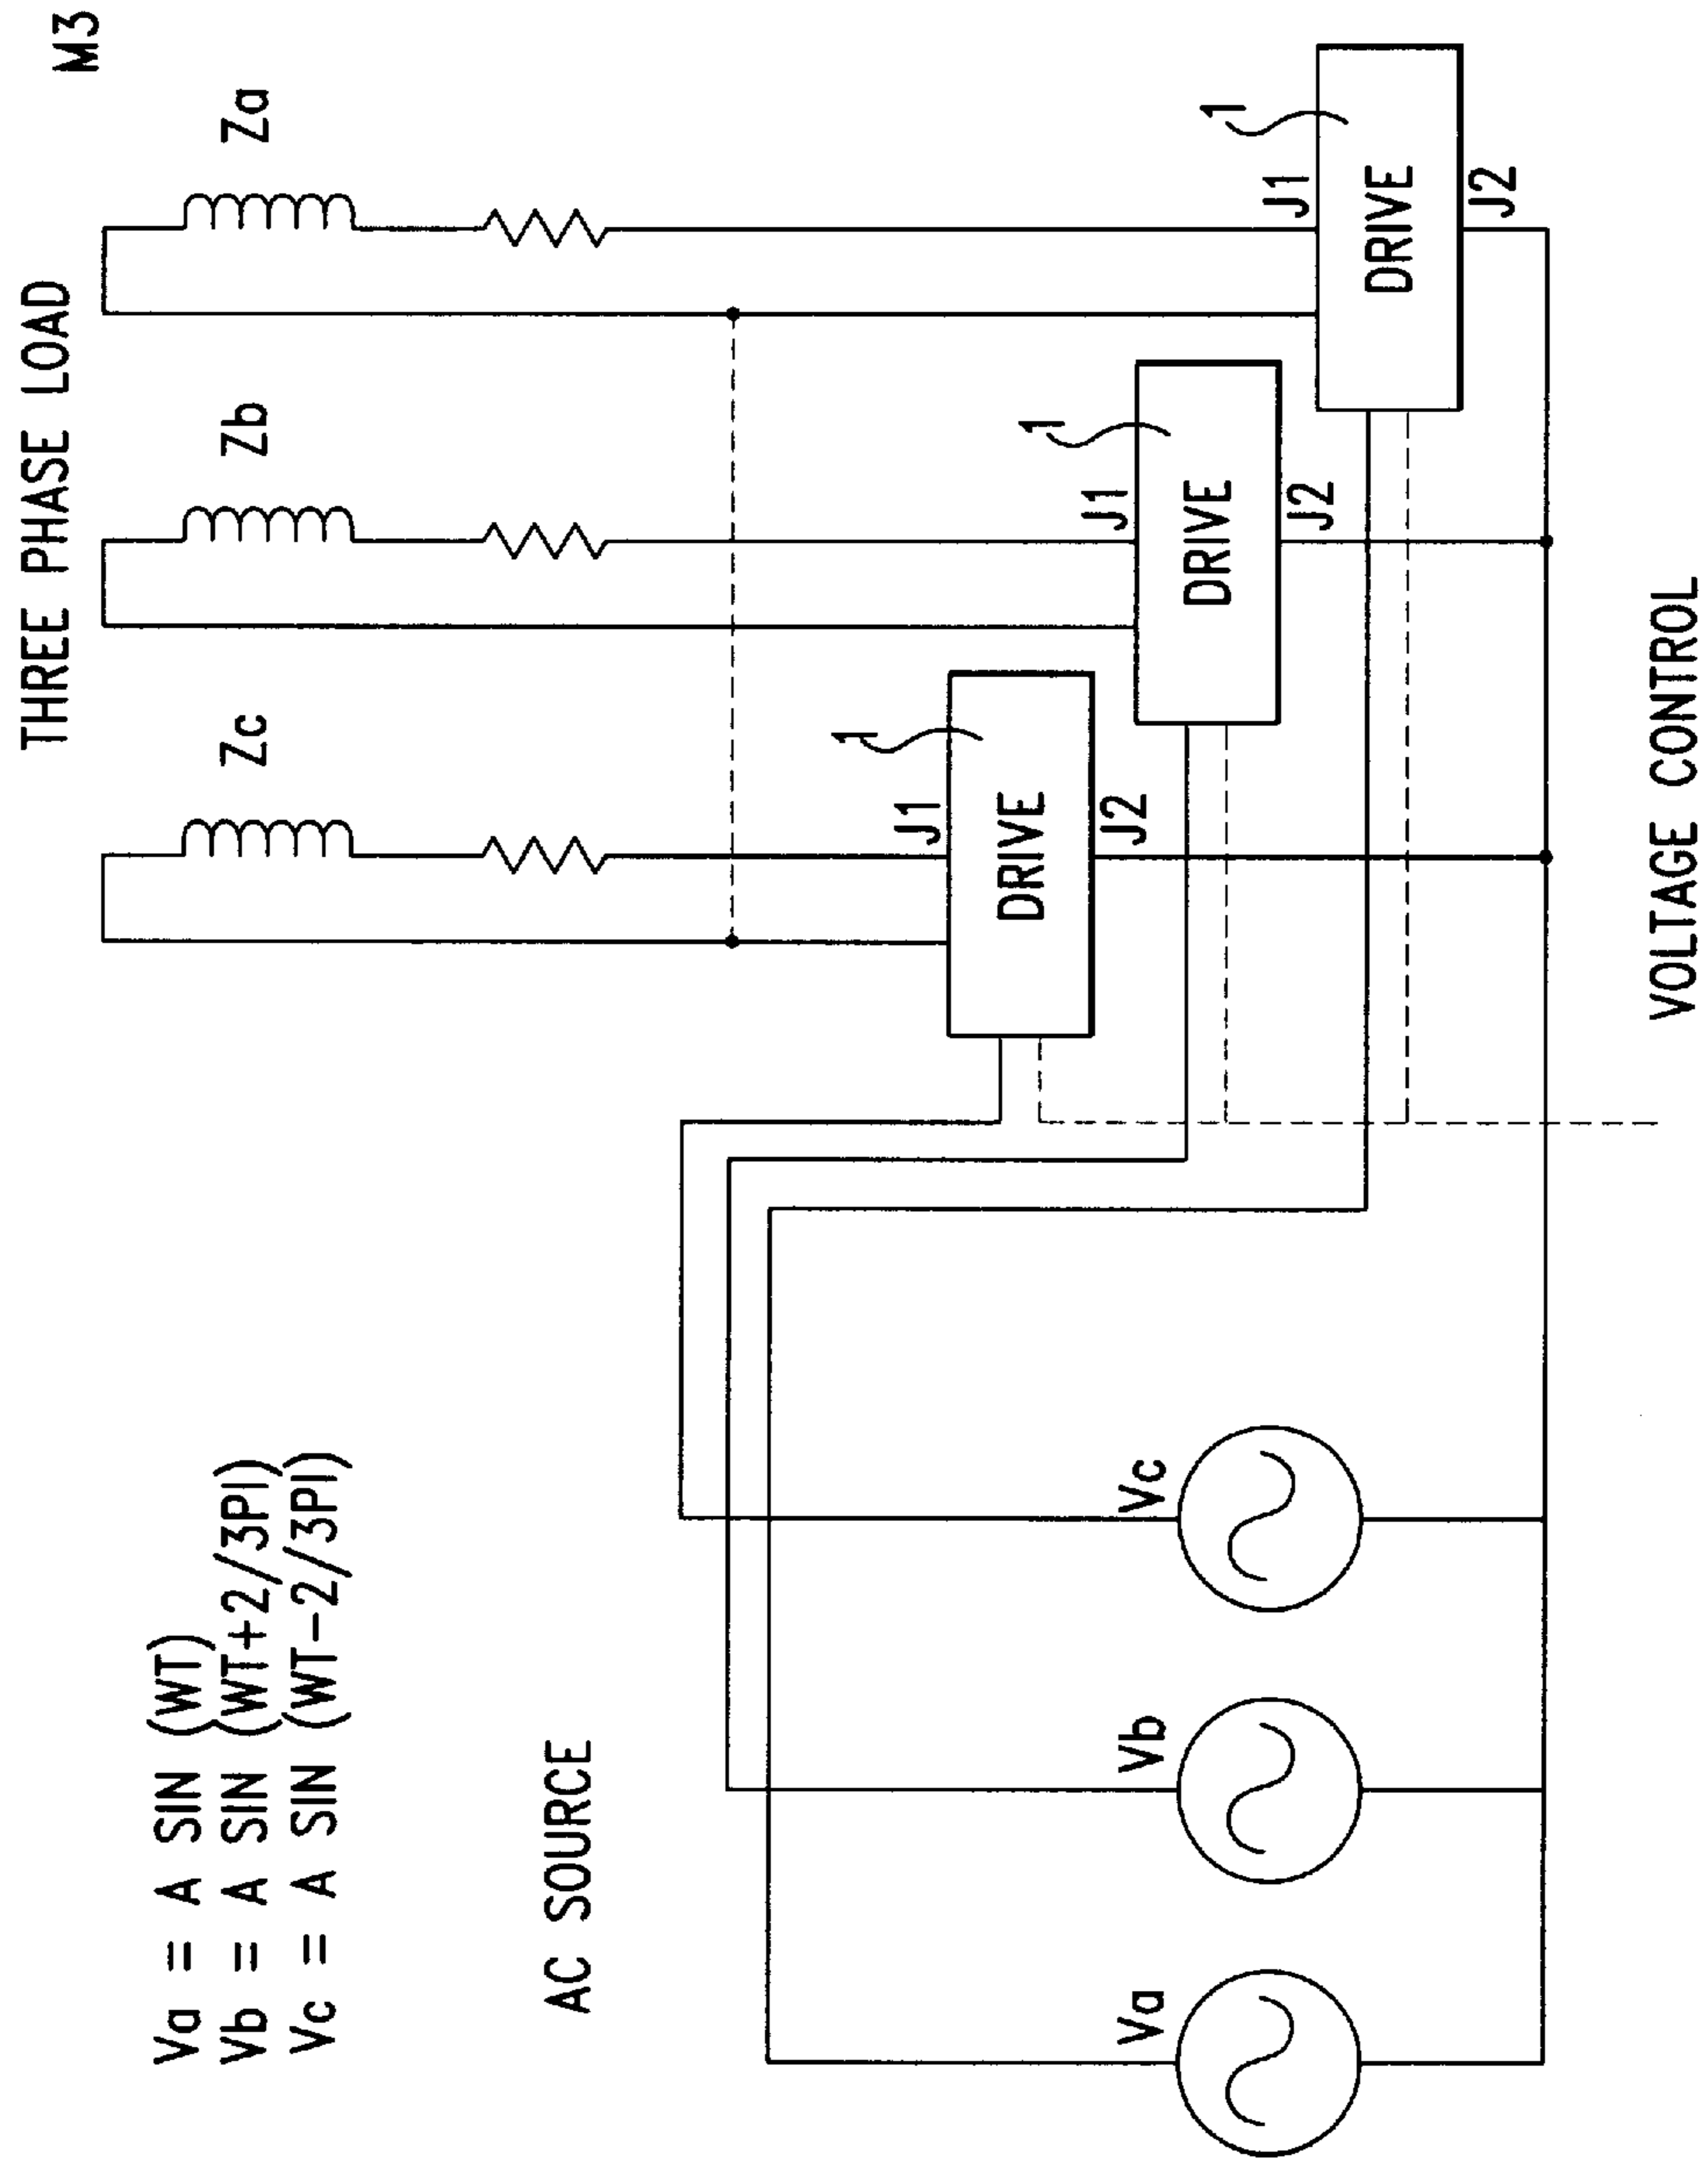 Va = A SIN (WT)
Vb = A SIN (WT+2/3PI)
Vc = A SIN (WT-2/3PI)
THREE PHASE LOAD
M3
Zc
Zb
Za
AC SOURCE
J1
1
DRIVE
J2
J1
1
DRIVE
J2
J1
1
DRIVE
J2
Va
Vb
Vc
VOLTAGE CONTROL